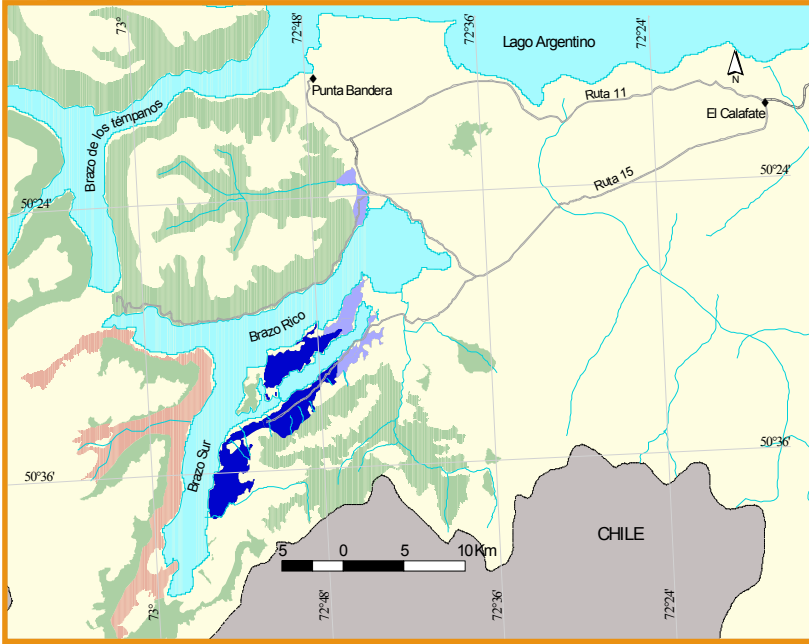 73°
72°48'
72°36'
72°24'
Lago Argentino
N
Punta Bandera
Ruta 11
El Calafate
Brazo de los témpanos
50°24'
50°24'
Ruta 15
Brazo Rico
Brazo Sur
50°36'
50°36'
CHILE
5 0 5 10Km
73°
72°48'
72°36'
72°24'